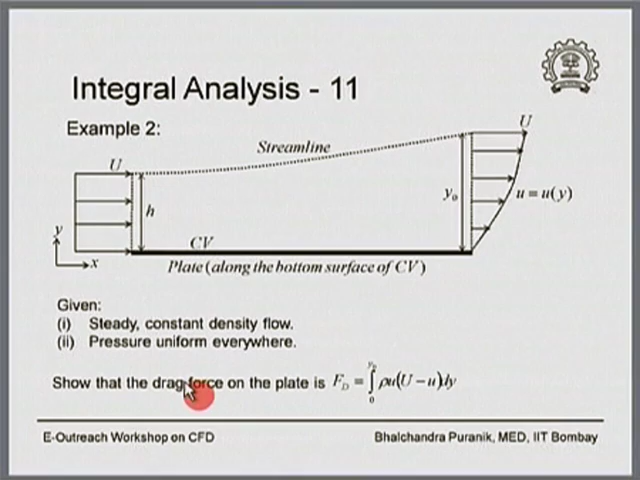 Integral Analysis - 11
Example 2:
U
Streamline
U
h
y₀
u = u(y)
y
x
CV
Plate (along the bottom surface of CV)
Given:
(i) Steady, constant density flow.
(ii) Pressure uniform everywhere.
Show that the drag force on the plate is F_D = ∫₀^{y₀} ρu(U − u)dy
E-Outreach Workshop on CFD
Bhalchandra Puranik, MED, IIT Bombay